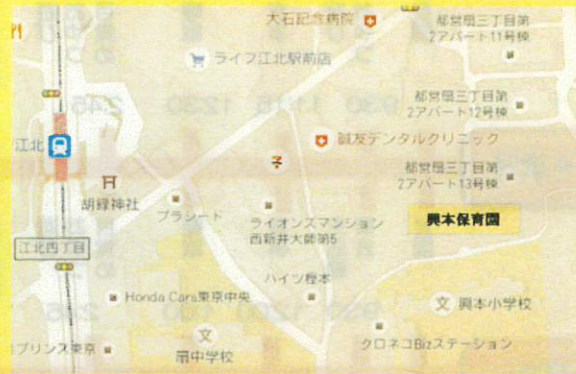 大石記念病院
都営扇三丁目第
2アパート11号棟
ライフ江北駅前店
都営扇三丁目第
2アパート12号棟
江北
誠友デンタルクリニック
都営扇三丁目第
2アパート13号棟
胡録神社
プラシード
ライオンズマンション
西新井大師第5
興本保育園
江北四丁目
ハイツ樫本
Honda Cars東京中央
興本小学校
プリンス東京
扇中学校
クロネコBizステーション